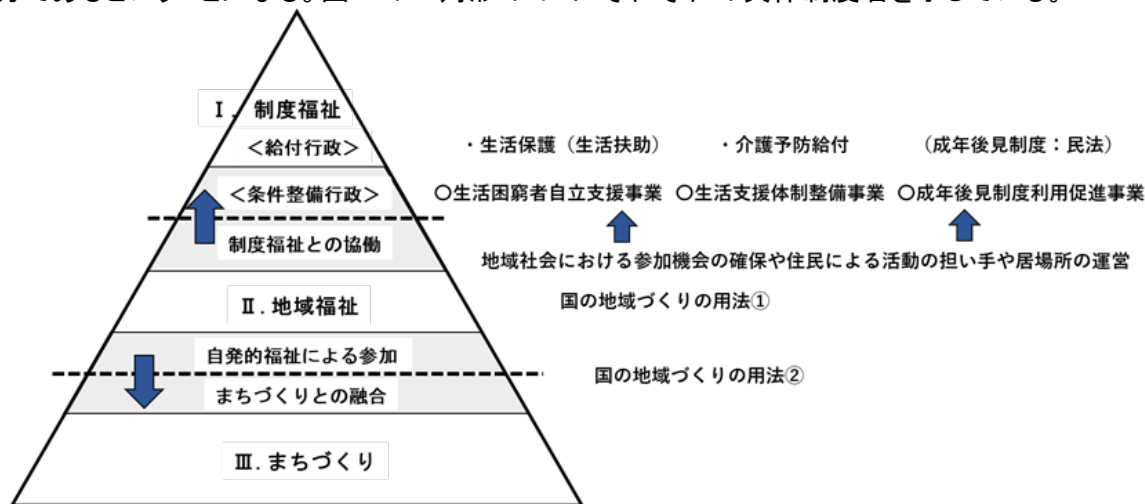 Ⅰ. 制度福祉
<給付行政>
・生活保護（生活扶助）
・介護予防給付
（成年後見制度：民法）
<条件整備行政>
〇生活困窮者自立支援事業
〇生活支援体制整備事業
〇成年後見制度利用促進事業
制度福祉との協働
地域社会における参加機会の確保や住民による活動の担い手や居場所の運営
Ⅱ. 地域福祉
国の地域づくりの用法①
自発的福祉による参加
国の地域づくりの用法②
まちづくりとの融合
Ⅲ. まちづくり